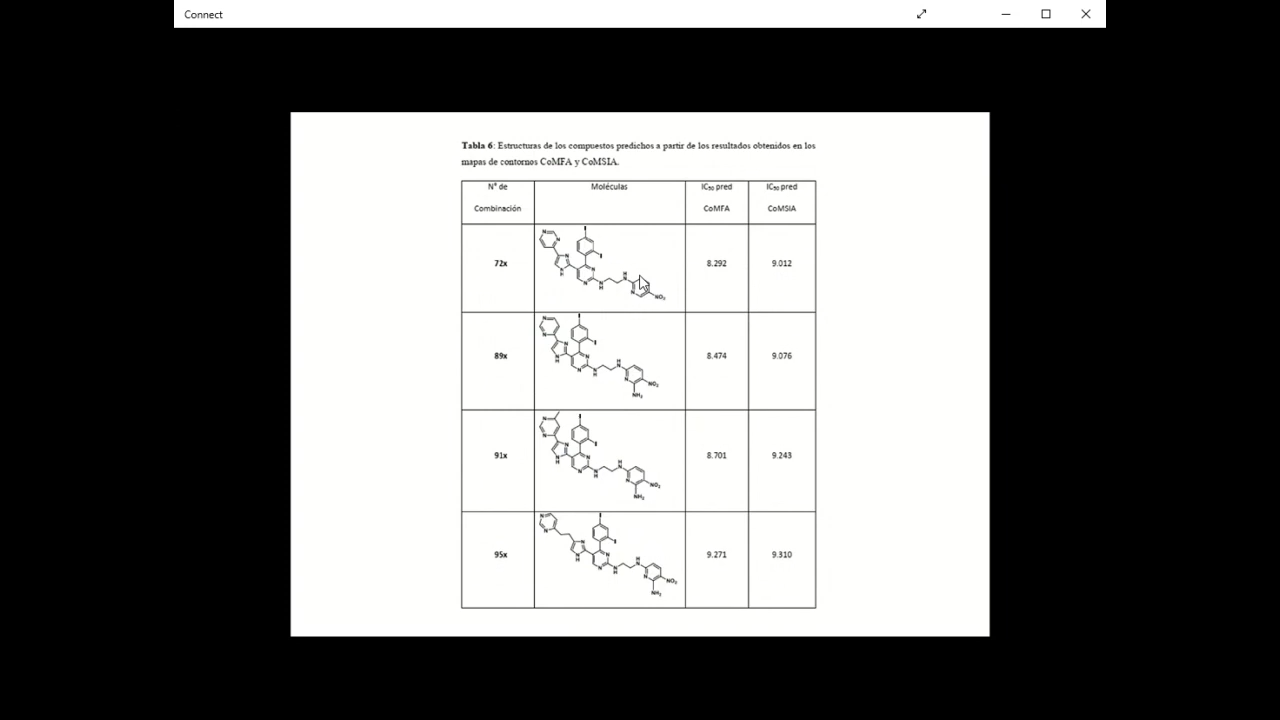 Connect
Tabla 6: Estructuras de los compuestos predichos a partir de los resultados obtenidos en los
mapas de contornos CoMFA y CoMSIA.
N° de
Combinación
Moléculas
IC50 pred
CoMFA
IC50 pred
CoMSIA
72x
8.292
9.012
89x
8.474
9.076
91x
8.701
9.243
95x
9.271
9.310